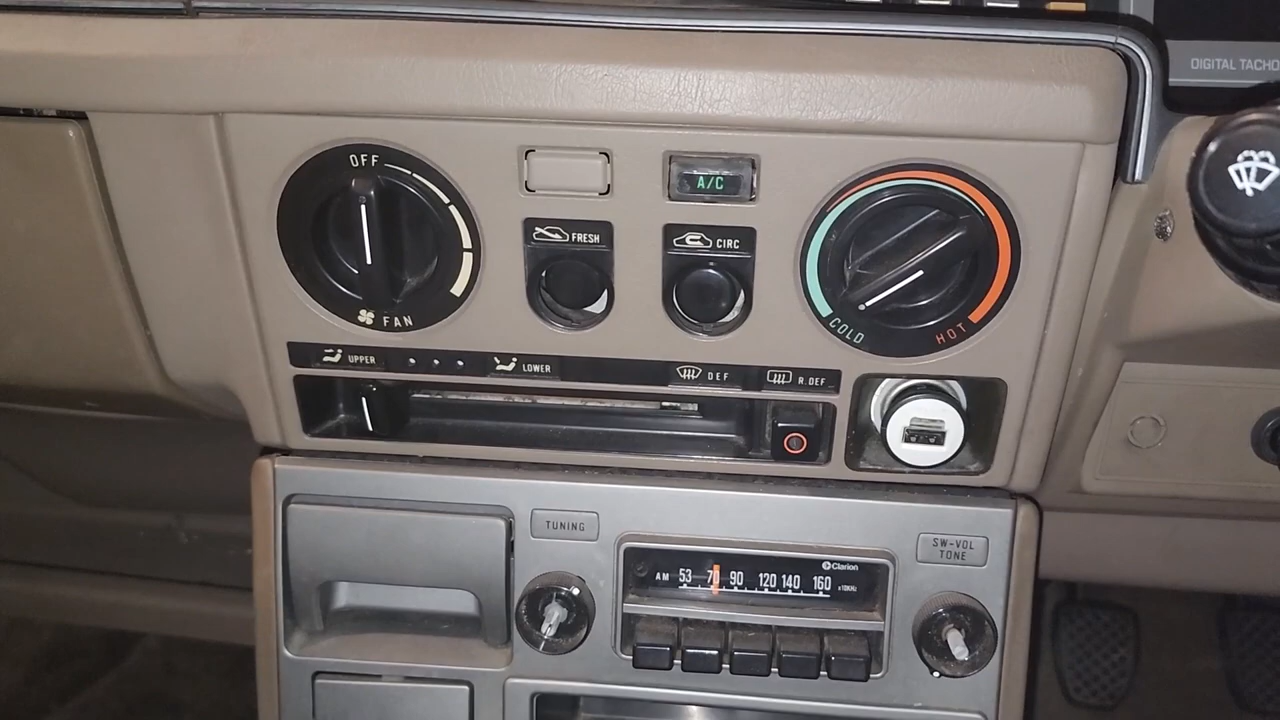 DIGITAL TACHO
OFF
A/C
FRESH
CIRC
FAN
COLD
HOT
UPPER
LOWER
DEF
R.DEF
TUNING
SW-VOL
TONE
Clarion
AM 53 70 90 120 140 160 x10KHz